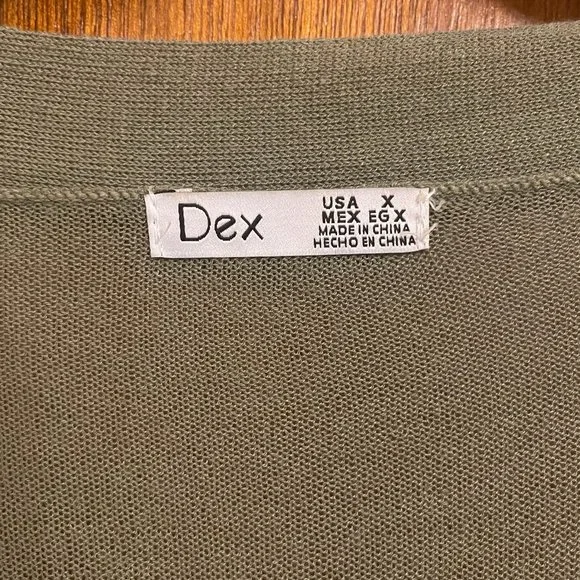 Dex
USA X
MEX EG X
MADE IN CHINA
HECHO EN CHINA